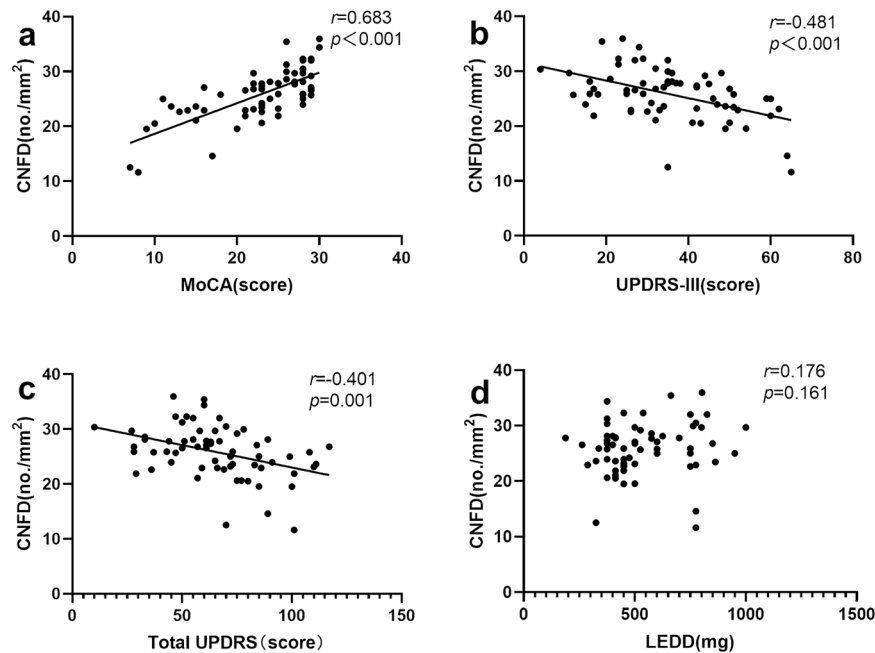 a
r=0.683
p＜0.001
CNFD(no./mm²)
40
30
20
10
0
0 10 20 30 40
MoCA(score)
b
r=-0.481
p＜0.001
CNFD(no./mm²)
40
30
20
10
0
0 20 40 60 80
UPDRS-III(score)
c
r=-0.401
p=0.001
CNFD(no./mm²)
40
30
20
10
0
0 50 100 150
Total UPDRS（score）
d
r=0.176
p=0.161
CNFD(no./mm²)
40
30
20
10
0
0 500 1000 1500
LEDD(mg)